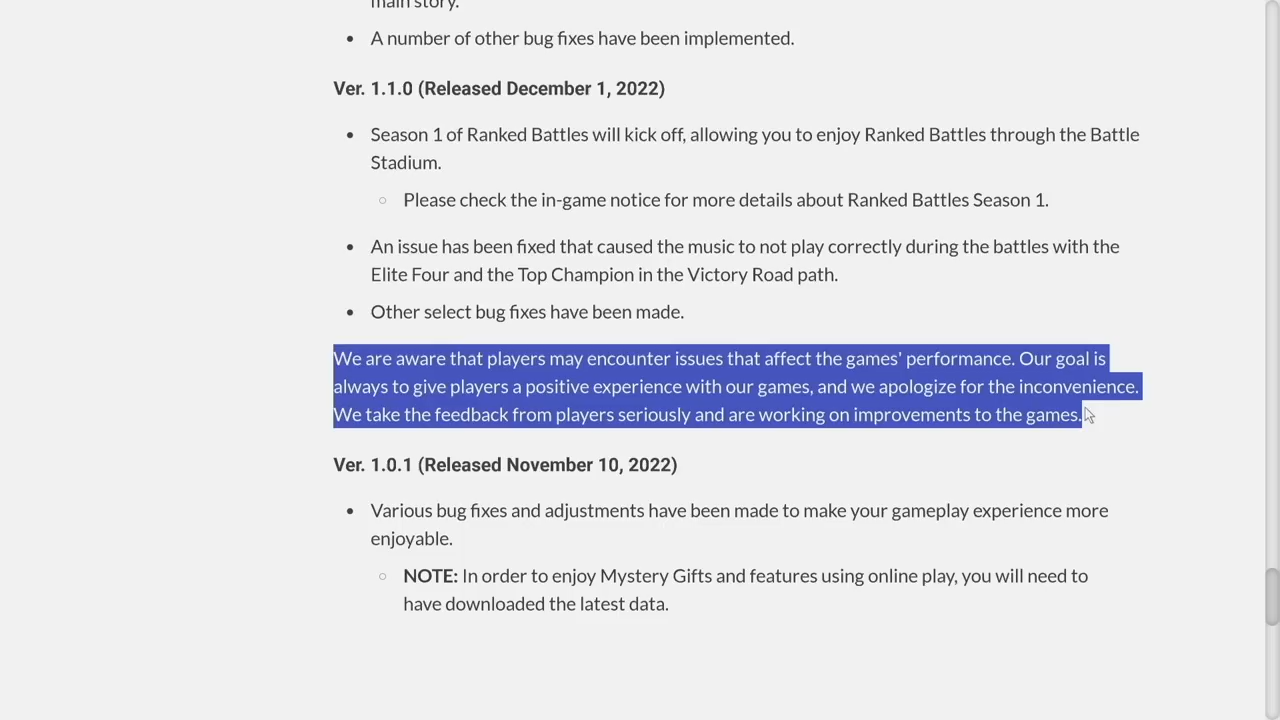 main story.
• A number of other bug fixes have been implemented.
Ver. 1.1.0 (Released December 1, 2022)
• Season 1 of Ranked Battles will kick off, allowing you to enjoy Ranked Battles through the Battle
Stadium.
○ Please check the in-game notice for more details about Ranked Battles Season 1.
• An issue has been fixed that caused the music to not play correctly during the battles with the
Elite Four and the Top Champion in the Victory Road path.
• Other select bug fixes have been made.
We are aware that players may encounter issues that affect the games' performance. Our goal is
always to give players a positive experience with our games, and we apologize for the inconvenience.
We take the feedback from players seriously and are working on improvements to the games.
Ver. 1.0.1 (Released November 10, 2022)
• Various bug fixes and adjustments have been made to make your gameplay experience more
enjoyable.
○ NOTE: In order to enjoy Mystery Gifts and features using online play, you will need to
have downloaded the latest data.